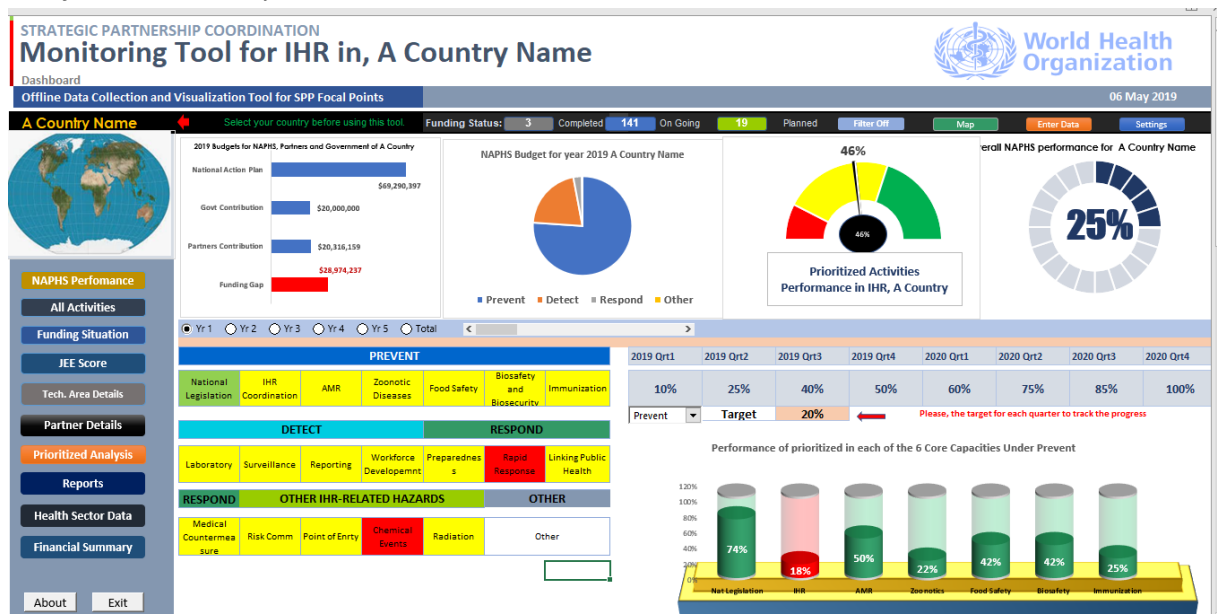 STRATEGIC PARTNERSHIP COORDINATION
Monitoring Tool for IHR in, A Country Name
Dashboard
World Health
Organization
Offline Data Collection and Visualization Tool for SPP Focal Points
06 May 2019
A Country Name
Select your country before using this tool.
Funding Status: 3 Completed 141 On Going 19 Planned
Filter Off
Map
Enter Data
Settings
2019 Budgets for NAPHS, Partners and Government of A Country
National Action Plan
$69,290,397
Govt Contribution
$20,000,000
Partners Contribution
$20,316,159
$28,974,237
Funding Gap
NAPHS Budget for year 2019 A Country Name
Prevent Detect Respond Other
46%
46%
Prioritized Activities
Performance in IHR, A
Country
erall NAPHS performance for A Country Name
25%
NAPHS Perfomance
All Activities
Funding Situation
JEE Score
Tech. Area Details
Partner Details
Prioritized Analysis
Reports
Health Sector Data
Financial Summary
About Exit
Yr 1 Yr 2 Yr 3 Yr 4 Yr 5 Total
PREVENT
National
Legislation
IHR
Coordination
AMR
Zoonotic
Diseases
Food Safety
Biosafety
and
Biosecurity
Immunization
DETECT
RESPOND
Laboratory
Surveillance
Reporting
Workforce
Developemnt
Preparednes
s
Rapid
Response
Linking Public
Health
RESPOND
OTHER IHR-RELATED HAZARDS
OTHER
Medical
Countermea
sure
Risk Comm
Point of Enrty
Chemical
Events
Radiation
Other
2019 Qrt1 2019 Qrt2 2019 Qrt3 2019 Qrt4 2020 Qrt1 2020 Qrt2 2020 Qrt3 2020 Qrt4
10% 25% 40% 50% 60% 75% 85% 100%
Prevent Target 20% Please, the target for each quarter to track the progress
Performance of prioritized in each of the 6 Core Capacities Under Prevent
120%
100%
80%
60%
40%
20%
0%
74% 18% 50% 22% 42% 42% 25%
Nat Legislation IHR AMR Zoonotics Food Safety Biosafety Immunization